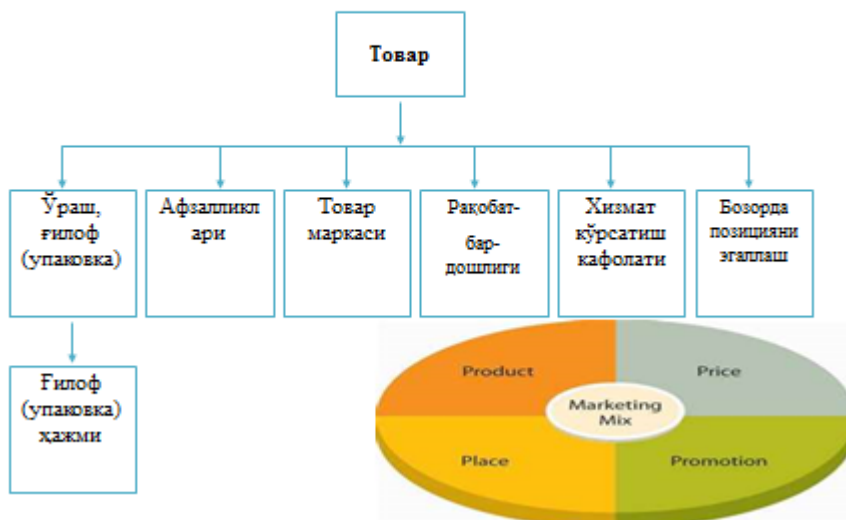 Товар
Ўраш,
ғилоф
(упаковка)
Афзалликл
ари
Товар
маркаси
Рақобат-
бар-
дошлиги
Хизмат
кўрсатиш
кафолати
Бозорда
позицияни
эгаллаш
Ғилоф
(упаковка)
ҳажми
Product
Price
Marketing
Mix
Place
Promotion